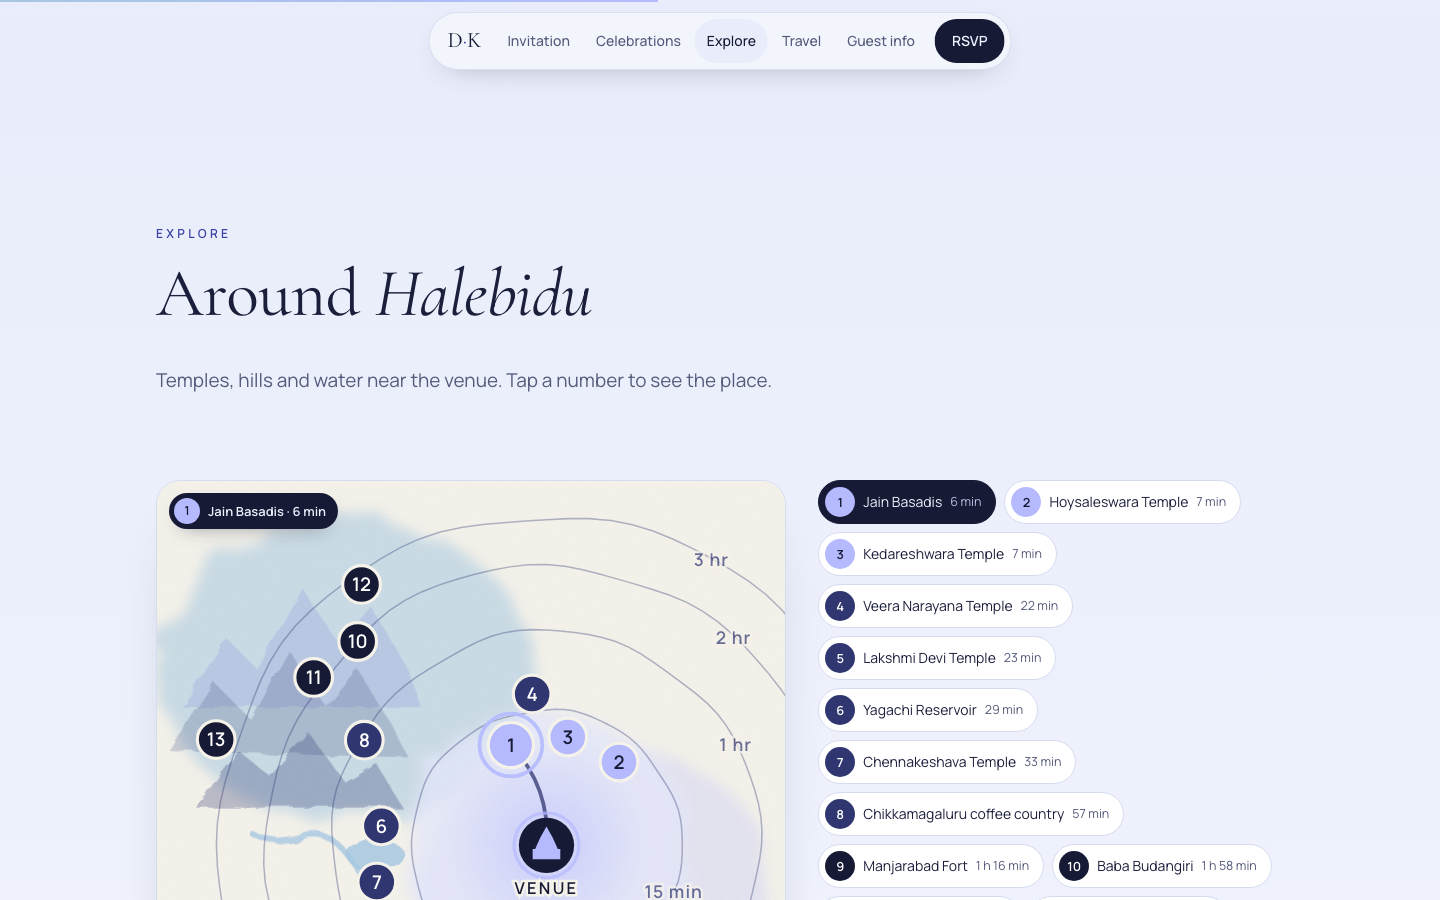 D·K Invitation Celebrations Explore Travel Guest info RSVP
EXPLORE
Around Halebidu
Temples, hills and water near the venue. Tap a number to see the place.
1 Jain Basadis · 6 min
3 hr
12
2 hr
10
11
4
13
8
1
3
2
1 hr
6
7
VENUE
15 min
1 Jain Basadis 6 min
2 Hoysaleswara Temple 7 min
3 Kedareshwara Temple 7 min
4 Veera Narayana Temple 22 min
5 Lakshmi Devi Temple 23 min
6 Yagachi Reservoir 29 min
7 Chennakeshava Temple 33 min
8 Chikkamagaluru coffee country 57 min
9 Manjarabad Fort 1 h 16 min
10 Baba Budangiri 1 h 58 min